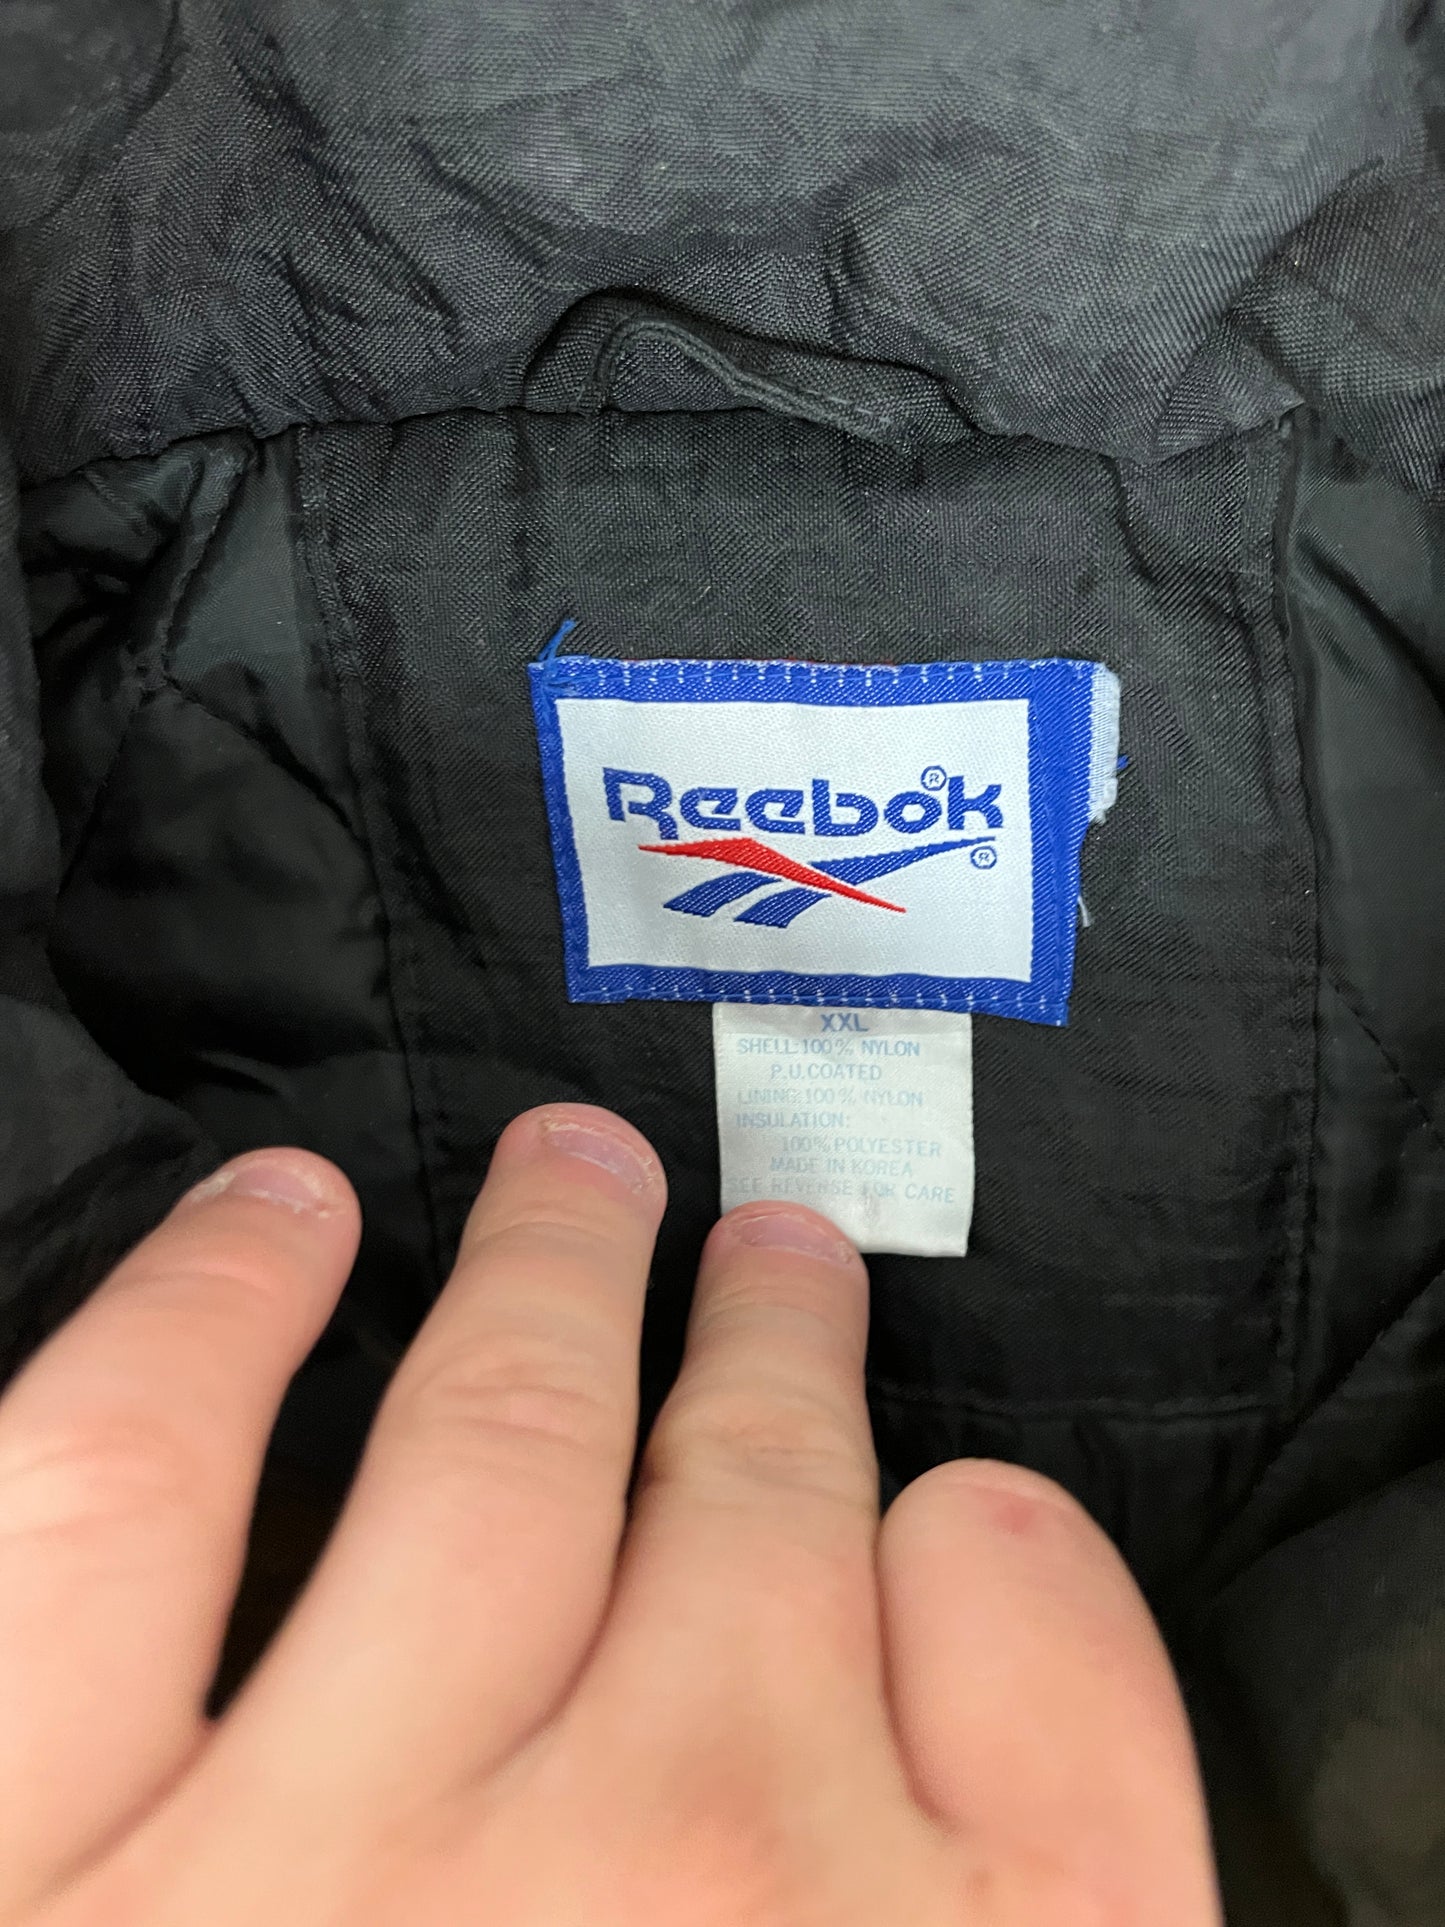 Reebok®
®
XXL
SHELL:100% NYLON
P.U.COATED
LINING:100% NYLON
INSULATION:
100% POLYESTER
MADE IN KOREA
SEE REVERSE FOR CARE